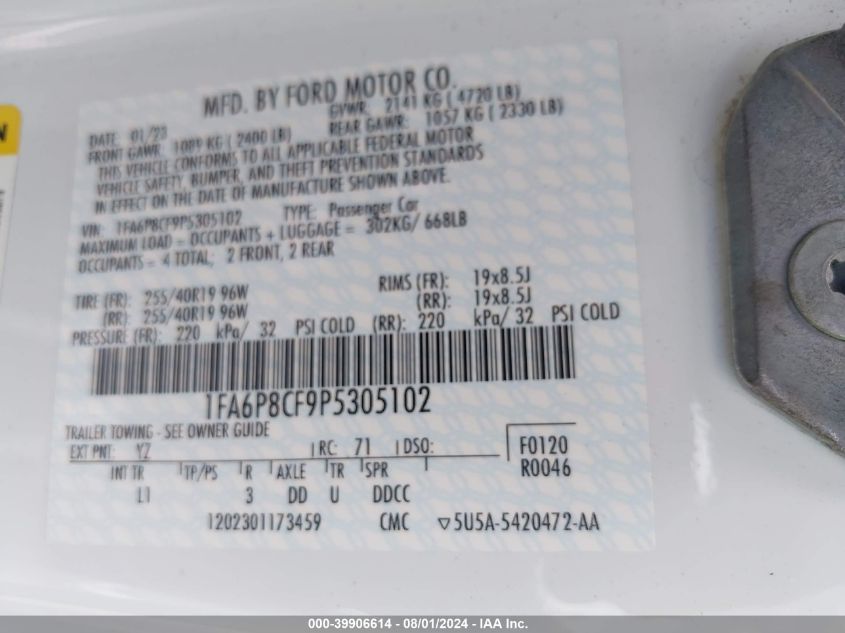 MFD. BY FORD MOTOR CO.
DATE: 01/23 GVWR: 2141 KG ( 4720 LB)
FRONT GAWR: 1089 KG ( 2400 LB) REAR GAWR: 1057 KG ( 2330 LB)
THIS VEHICLE CONFORMS TO ALL APPLICABLE FEDERAL MOTOR
VEHICLE SAFETY, BUMPER, AND THEFT PREVENTION STANDARDS
IN EFFECT ON THE DATE OF MANUFACTURE SHOWN ABOVE.
VIN: 1FA6P8CF9P5305102 TYPE: Passenger Car
MAXIMUM LOAD = OCCUPANTS + LUGGAGE = 302KG/ 668LB
OCCUPANTS = 4 TOTAL; 2 FRONT, 2 REAR
TIRE (FR): 255/40R19 96W RIMS (FR): 19x8.5J
(RR): 255/40R19 96W (RR): 19x8.5J
PRESSURE (FR): 220 kPa/ 32 PSI COLD (RR): 220 kPa/ 32 PSI COLD
1FA6P8CF9P5305102
TRAILER TOWING - SEE OWNER GUIDE
EXT PNT: YZ RC: 71 DSO: F0120
R0046
INT TR TP/PS R AXLE TR SPR
L1 3 DD U DDCC
1202301173459 CMC ▽5U5A-5420472-AA
000-39906614 - 08/01/2024 - IAA Inc.